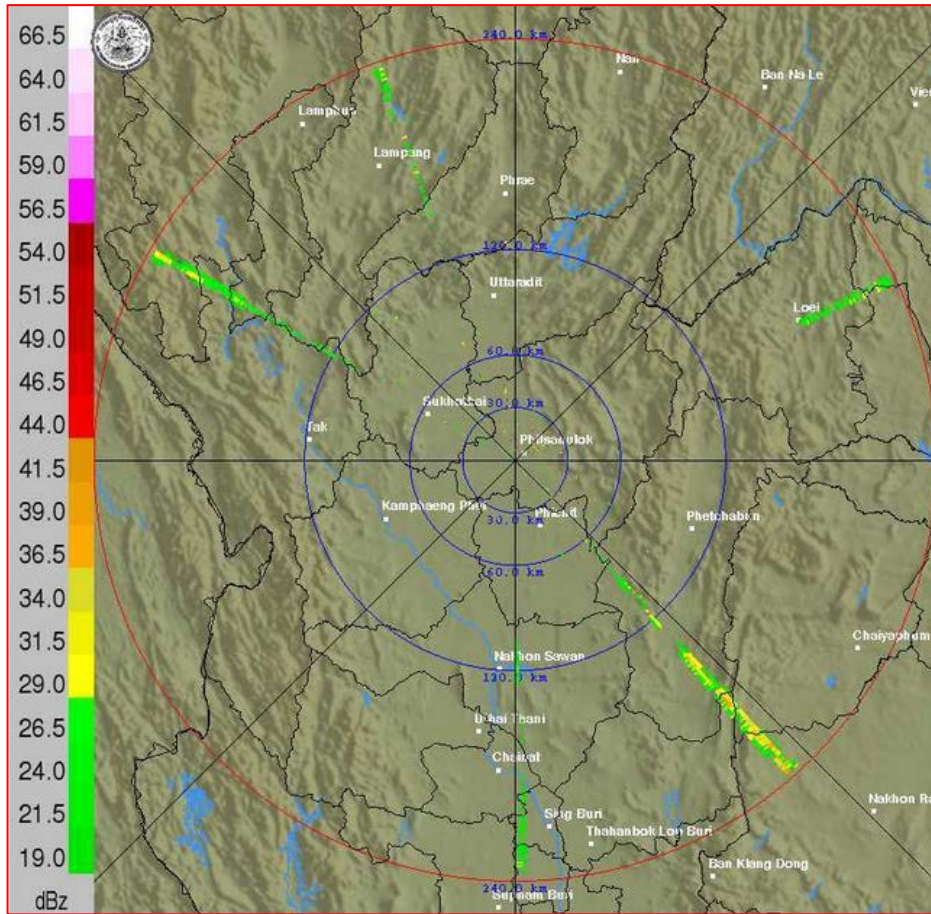 66.5
64.0
61.5
59.0
56.5
54.0
51.5
49.0
46.5
44.0
41.5
39.0
36.5
34.0
31.5
29.0
26.5
24.0
21.5
19.0
dBz
240.0 km
Nan
Ban Na Le
Lamphun
Lampang
Phrae
120.0 km
Uttaradit
Loei
60.0 km
30.0 km
Sukhothai
Tak
Phitsanulok
Kamphaeng Phet
Phichit
30.0 km
Phetchabun
60.0 km
Chaiyaphum
Nakhon Sawan
120.0 km
Uthai Thani
Chainat
Sing Buri
Thahanbok Lop Buri
Nakhon Ra
Ban Klang Dong
240.0 km
Suphan Buri